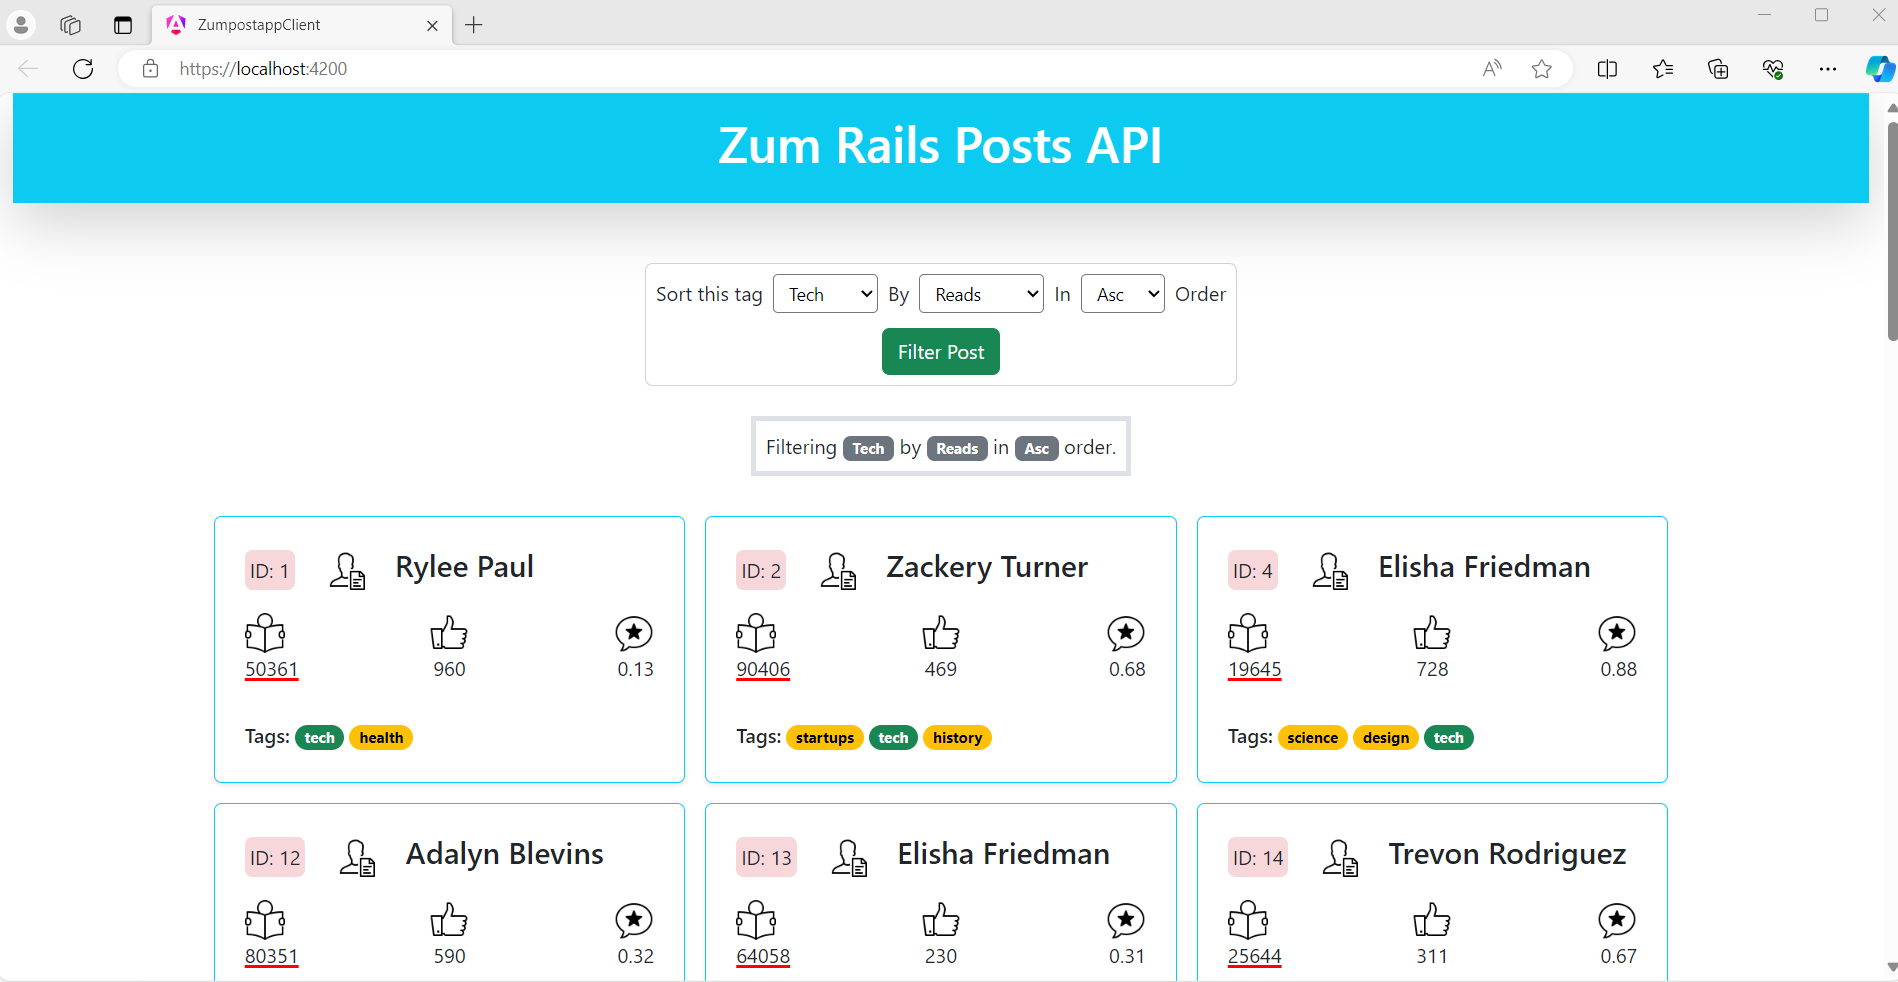 ZumpostappClient
https://localhost:4200
Zum Rails Posts API
Sort this tag Tech By Reads In Asc Order
Filter Post
Filtering Tech by Reads in Asc order.
ID: 1 Rylee Paul
50361 960 0.13
Tags: tech health
ID: 2 Zackery Turner
90406 469 0.68
Tags: startups tech history
ID: 4 Elisha Friedman
19645 728 0.88
Tags: science design tech
ID: 12 Adalyn Blevins
80351 590 0.32
ID: 13 Elisha Friedman
64058 230 0.31
ID: 14 Trevon Rodriguez
25644 311 0.67